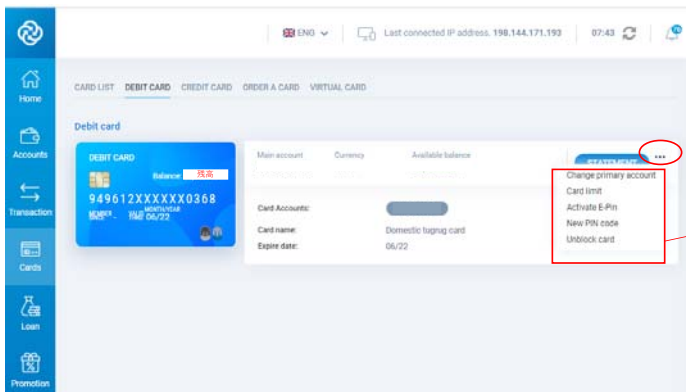 ENG
Last connected IP address. 198.144.171.193
07:43
Home
Accounts
Transaction
Cards
Loan
Promotion
CARD LIST DEBIT CARD CREDIT CARD ORDER A CARD VIRTUAL CARD
Debit card
DEBIT CARD
Balance: 残高
949612XXXXXX0368
06/22
Main account Currency Available balance
STATEMENT
Card Accounts:
Card name: Domestic tugrug card
Expire date: 06/22
Change primary account
Card limit
Activate E-Pin
New PIN code
Unblock card